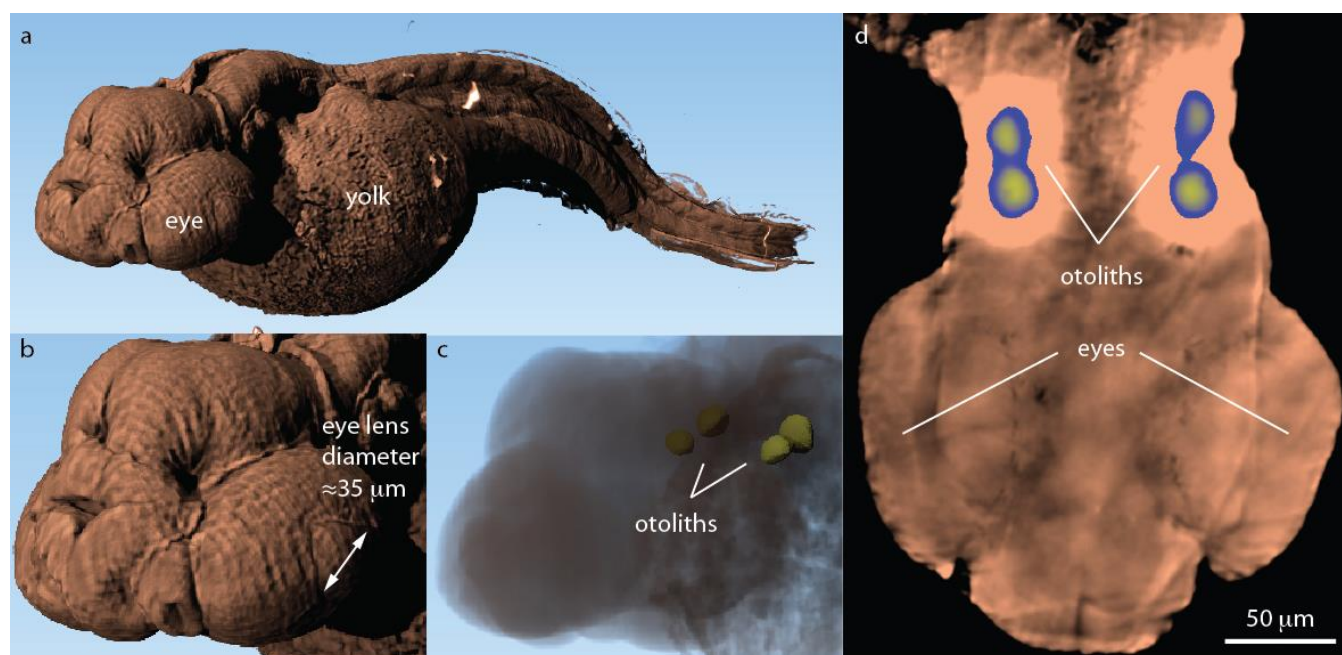 a
eye
yolk
b
eye lens
diameter
≈35 μm
c
otoliths
d
otoliths
eyes
50 μm